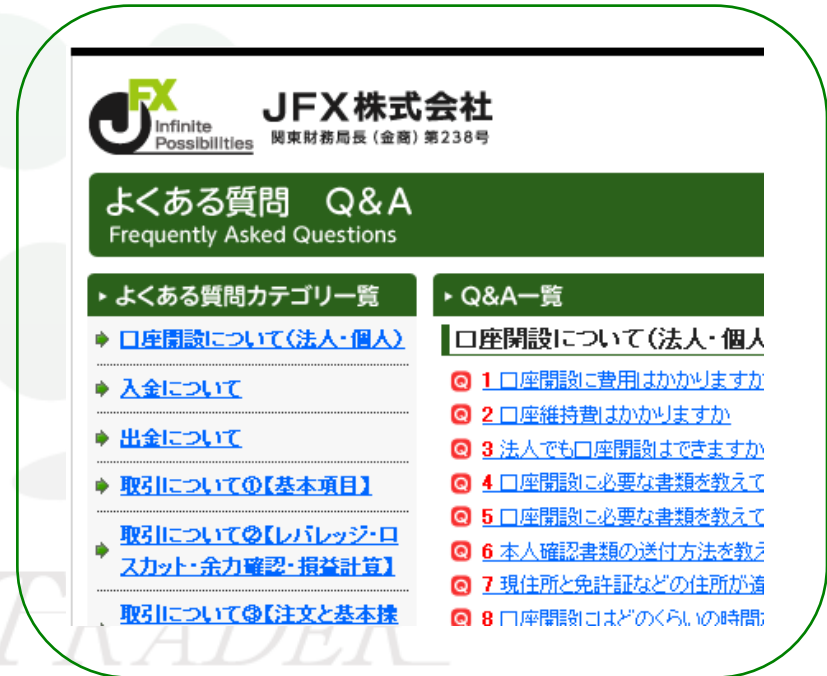 JFX
Infinite
Possibilities
JFX株式会社
関東財務局長（金商）第238号
よくある質問　Q&A
Frequently Asked Questions
よくある質問カテゴリ一覧
口座開設について（法人・個人）
入金について
出金について
取引について①【基本項目】
取引について②【レバレッジ・ロ
スカット・余力確認・損益計算】
取引について③【注文と基本操
Q&A一覧
口座開設について（法人・個人
Q 1 口座開設に費用はかかりますか
Q 2 口座維持費はかかりますか
Q 3 法人でも口座開設はできますか
Q 4 口座開設に必要な書類を教えて
Q 5 口座開設に必要な書類を教えて
Q 6 本人確認書類の送付方法を教え
Q 7 現住所と免許証などの住所が違
Q 8 口座開設にはどのくらいの時間
TRADER